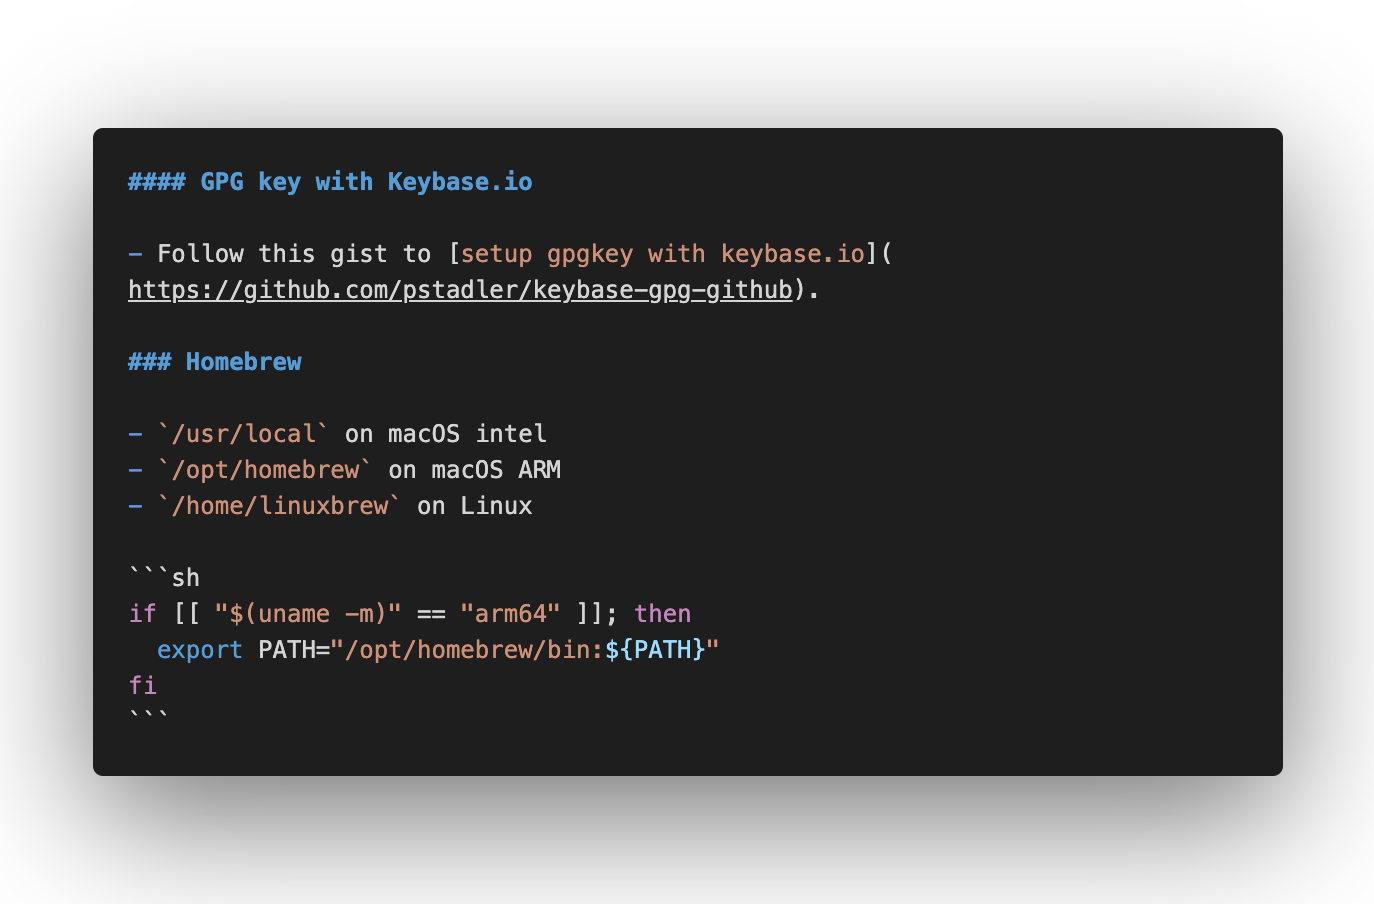 #### GPG key with Keybase.io
- Follow this gist to [setup gpgkey with keybase.io](
https://github.com/pstadler/keybase-gpg-github).
### Homebrew
- `/usr/local` on macOS intel
- `/opt/homebrew` on macOS ARM
- `/home/linuxbrew` on Linux
```sh
if [[ "$(uname -m)" == "arm64" ]]; then
  export PATH="/opt/homebrew/bin:${PATH}"
fi
```